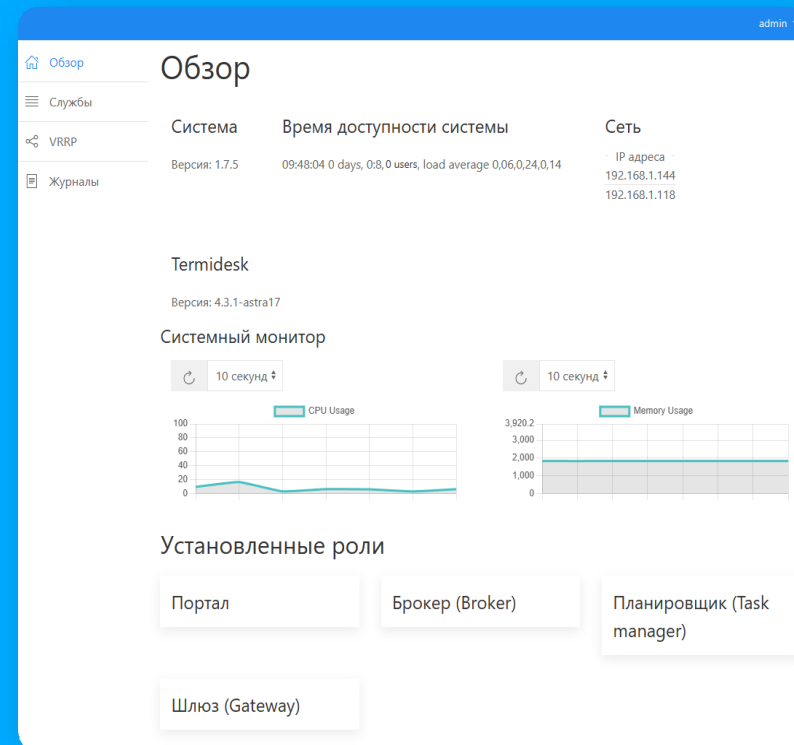 admin
Обзор
Службы
VRRP
Журналы
Обзор
Система
Версия: 1.7.5
Время доступности системы
09:48:04 0 days, 0:8, 0 users, load average 0,06,0,24,0,14
Сеть
IP адреса
192.168.1.144
192.168.1.118
Termidesk
Версия: 4.3.1-astra17
Системный монитор
10 секунд
CPU Usage
100
80
60
40
20
0
10 секунд
Memory Usage
3,920.2
3,000
2,000
1,000
0
Установленные роли
Портал
Брокер (Broker)
Планировщик (Task
manager)
Шлюз (Gateway)